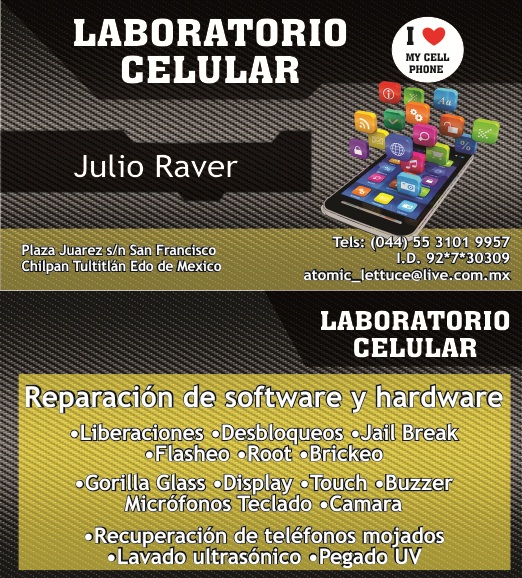 LABORATORIO
CELULAR
I
MY CELL
PHONE
Aa
%
Julio Raver
Plaza Juarez s/n San Francisco
Chilpan Tultitlán Edo de Mexico
Tels: (044) 55 3101 9957
I.D. 92*7*30309
atomic_lettuce@live.com.mx
LABORATORIO
CELULAR
Reparación de software y hardware
•Liberaciones •Desbloqueos •Jail Break
•Flasheo •Root •Brickeo
•Gorilla Glass •Display •Touch •Buzzer
Micrófonos Teclado •Camara
•Recuperación de teléfonos mojados
•Lavado ultrasónico •Pegado UV